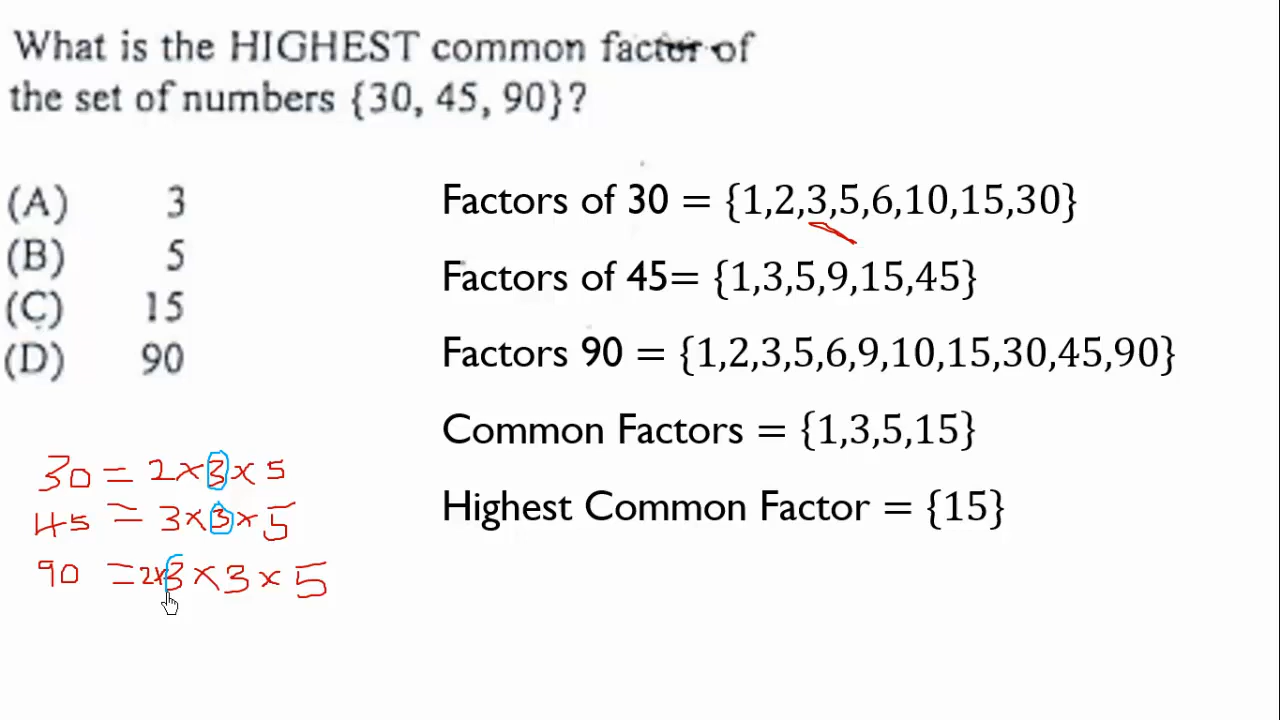 What is the HIGHEST common factor of
the set of numbers {30, 45, 90}?
(A) 3
(B) 5
(C) 15
(D) 90
Factors of 30 = {1,2,3,5,6,10,15,30}
Factors of 45= {1,3,5,9,15,45}
Factors 90 = {1,2,3,5,6,9,10,15,30,45,90}
Common Factors = {1,3,5,15}
Highest Common Factor = {15}
30 = 2×3×5
45 = 3×3×5
90 =2×3×3×5